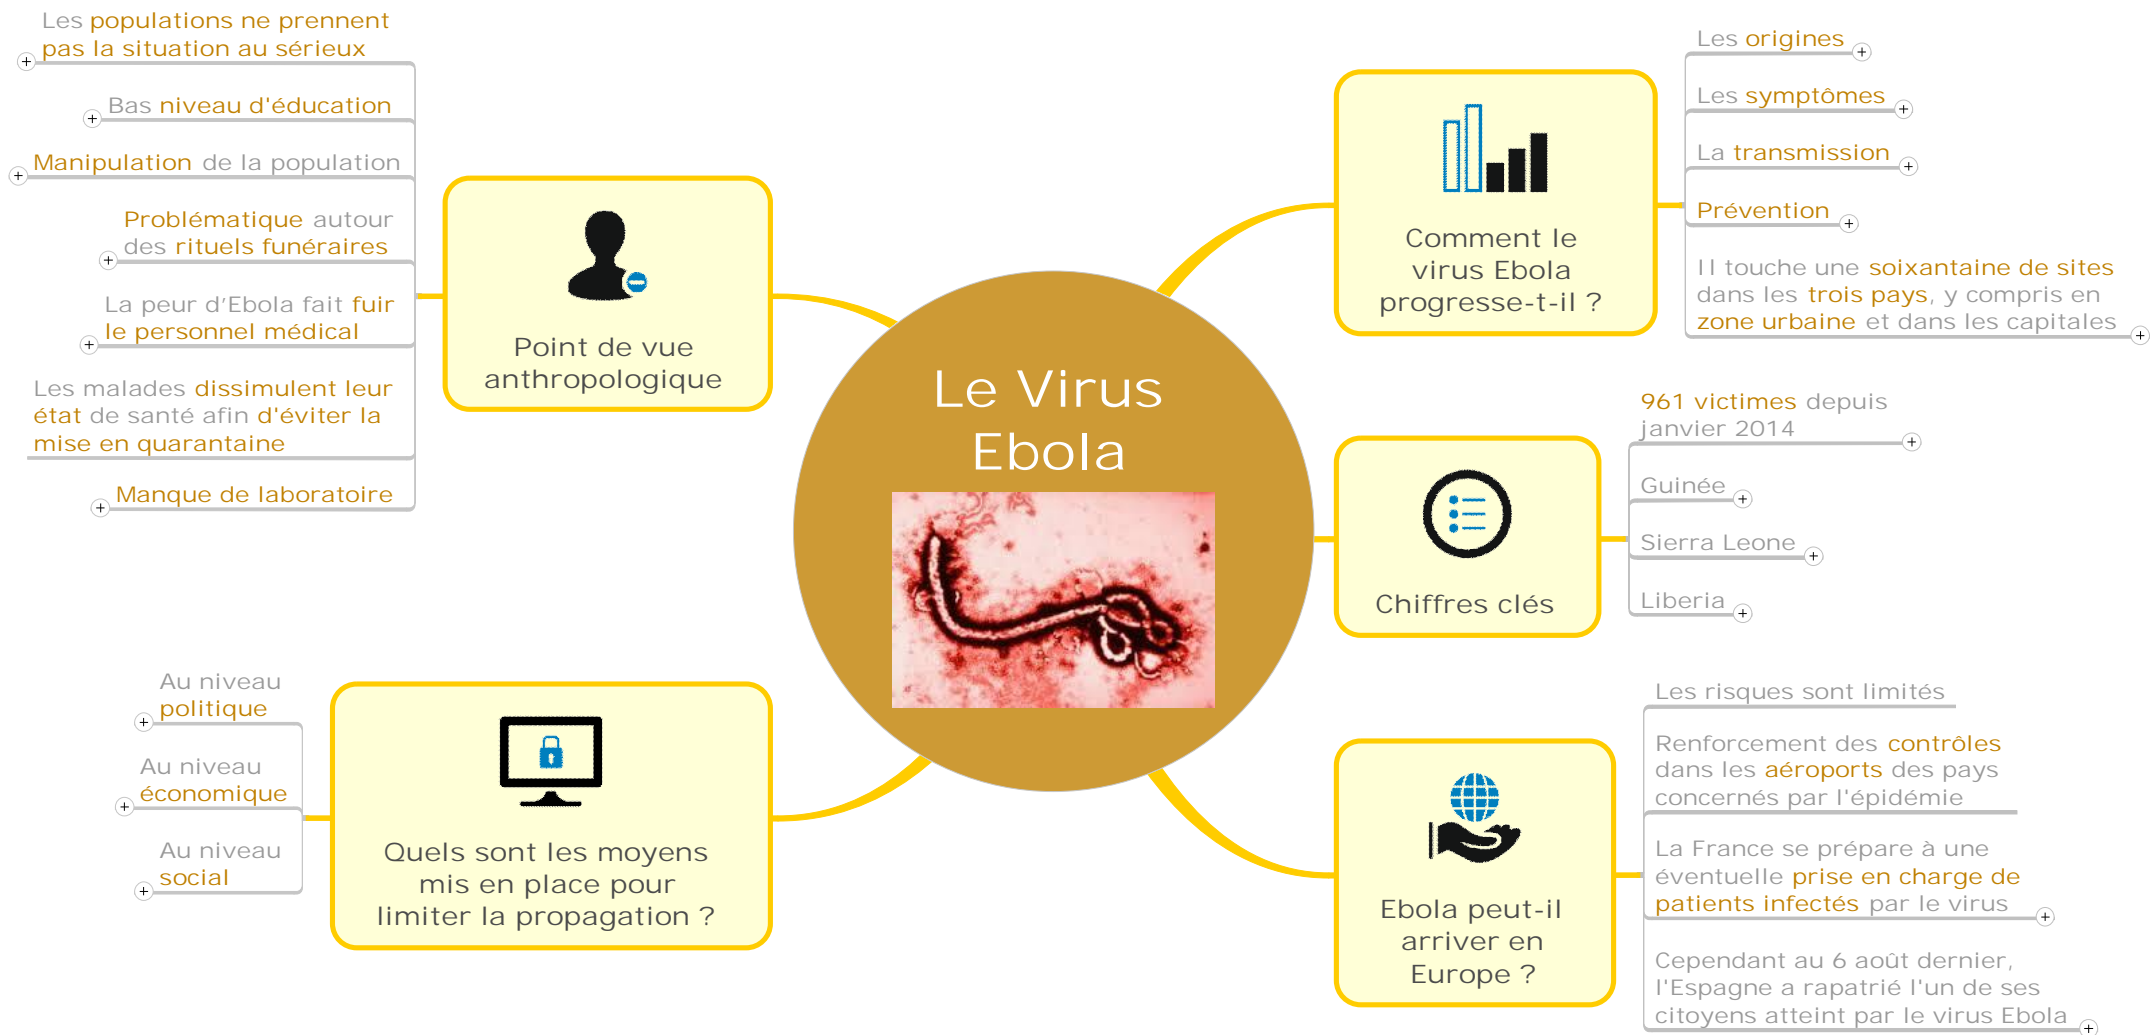 Le Virus
Ebola
Comment le
virus Ebola
progresse-t-il ?
Les origines
Les symptômes
La transmission
Prévention
Il touche une soixantaine de sites
dans les trois pays, y compris en
zone urbaine et dans les capitales
Chiffres clés
961 victimes depuis
janvier 2014
Guinée
Sierra Leone
Liberia
Ebola peut-il
arriver en
Europe ?
Les risques sont limités
Renforcement des contrôles
dans les aéroports des pays
concernés par l'épidémie
La France se prépare à une
éventuelle prise en charge de
patients infectés par le virus
Cependant au 6 août dernier,
l'Espagne a rapatrié l'un de ses
citoyens atteint par le virus Ebola
Point de vue
anthropologique
Les populations ne prennent
pas la situation au sérieux
Bas niveau d'éducation
Manipulation de la population
Problématique autour
des rituels funéraires
La peur d’Ebola fait fuir
le personnel médical
Les malades dissimulent leur
état de santé afin d'éviter la
mise en quarantaine
Manque de laboratoire
Quels sont les moyens
mis en place pour
limiter la propagation ?
Au niveau
politique
Au niveau
économique
Au niveau
social